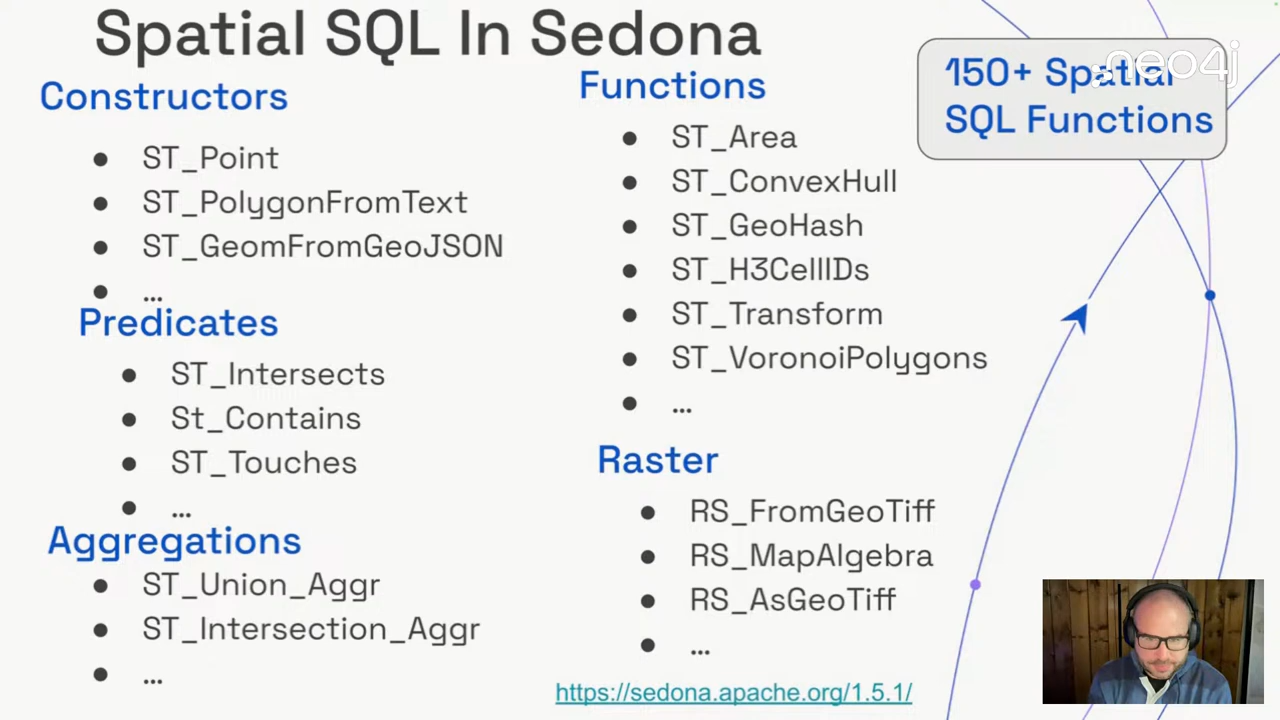 Spatial SQL In Sedona
neo4j
150+ Spatial
SQL Functions
Constructors
● ST_Point
● ST_PolygonFromText
● ST_GeomFromGeoJSON
● …
Predicates
● ST_Intersects
● St_Contains
● ST_Touches
● …
Aggregations
● ST_Union_Aggr
● ST_Intersection_Aggr
● …
Functions
● ST_Area
● ST_ConvexHull
● ST_GeoHash
● ST_H3CellIDs
● ST_Transform
● ST_VoronoiPolygons
● …
Raster
● RS_FromGeoTiff
● RS_MapAlgebra
● RS_AsGeoTiff
● …
https://sedona.apache.org/1.5.1/